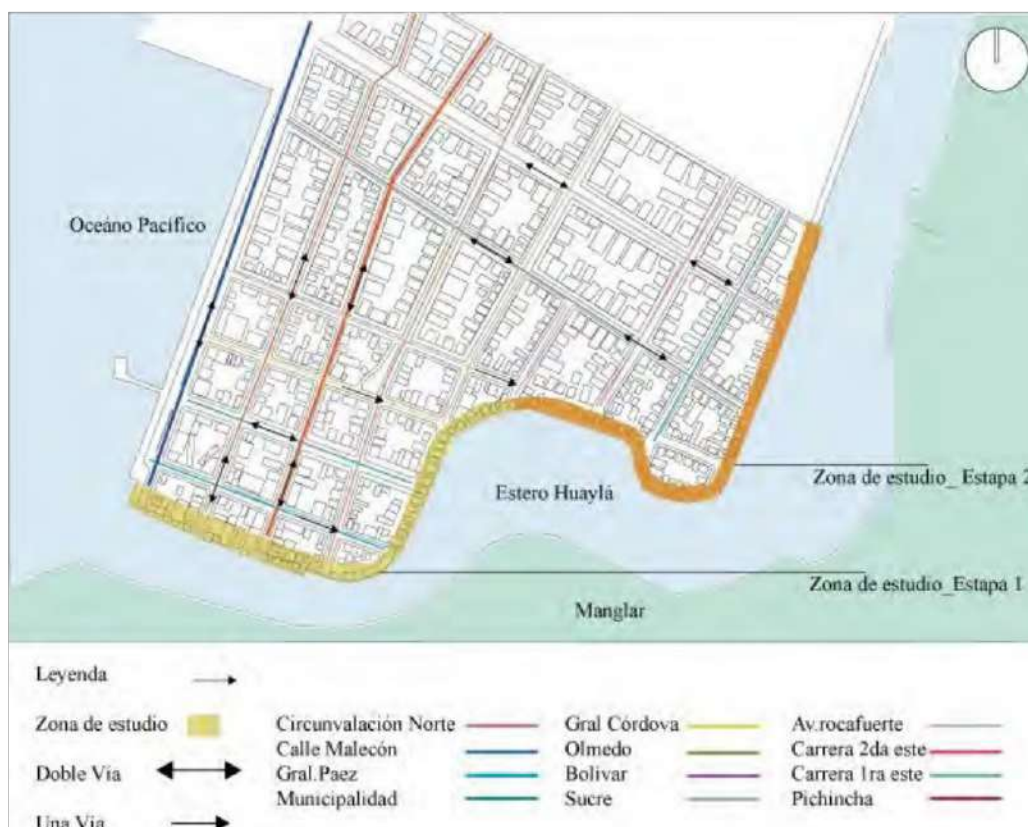 Oceáno Pacífico
Estero Huaylá
Zona de estudio_ Estapa 2
Zona de estudio_Estapa 1
Manglar
Leyenda
Zona de estudio
Doble Vía
Una Via
Circunvalación Norte
Calle Malecón
Gral.Paez
Municipalidad
Gral Córdova
Olmedo
Bolivar
Sucre
Av.rocafuerte
Carrera 2da este
Carrera 1ra este
Pichincha